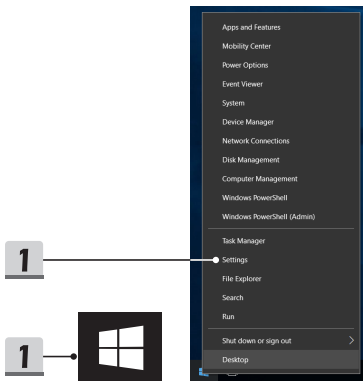 Apps and Features
Mobility Center
Power Options
Event Viewer
System
Device Manager
Network Connections
Disk Management
Computer Management
Windows PowerShell
Windows PowerShell (Admin)
Task Manager
1
Settings
File Explorer
Search
Run
Shut down or sign out
1
Desktop